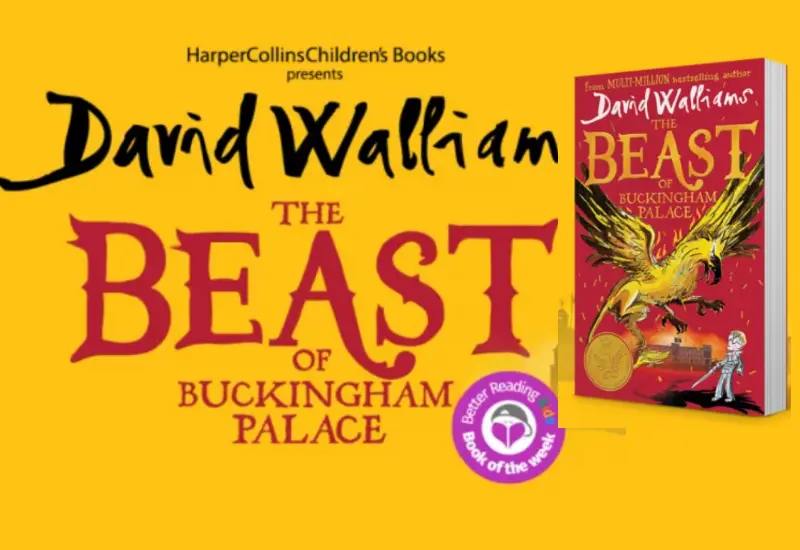 HarperCollinsChildren's Books
presents
David Walliam
THE
BEAST
OF
BUCKINGHAM
PALACE
Better Reading Kids
Book of the week
from MULTI-MILLION bestselling author
David Walliams
THE
BEAST
OF
BUCKINGHAM
PALACE